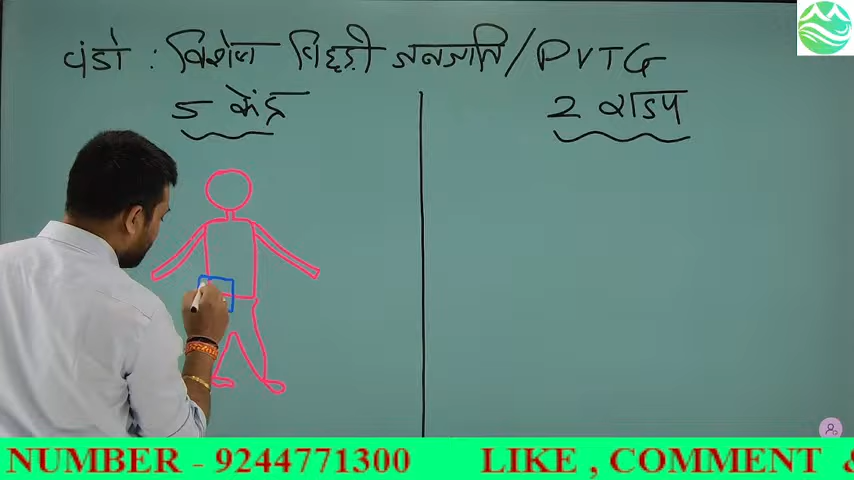 पंडो : विशेष पिछड़ी जनजाति / PVTG
5 केंद्र
2 राज्य
NUMBER - 9244771300 LIKE , COMMENT &